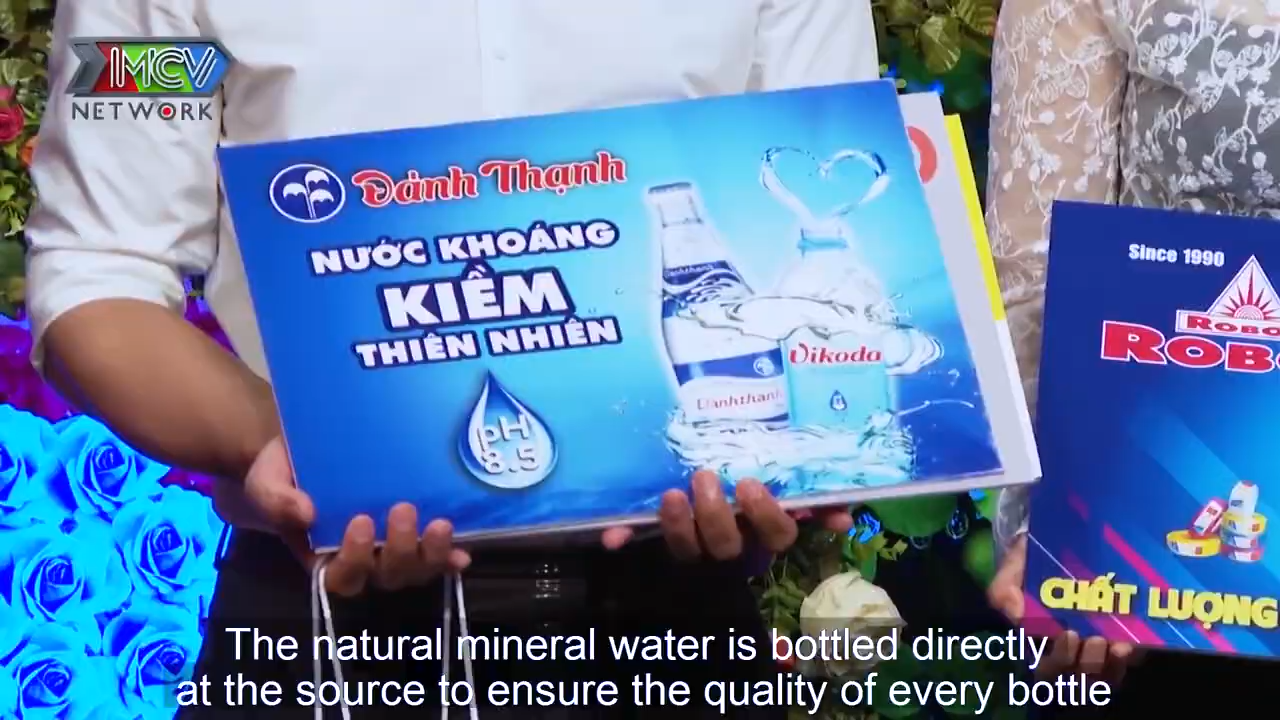 MCV
NETWORK
Đảnh Thạnh
NƯỚC KHOÁNG
KIỀM
THIÊN NHIÊN
pH
8.5
Danhthanh
Vikoda
Danhthanh
Since 1990
ROBO
ROB
CHẤT LƯỢNG
The natural mineral water is bottled directly
at the source to ensure the quality of every bottle